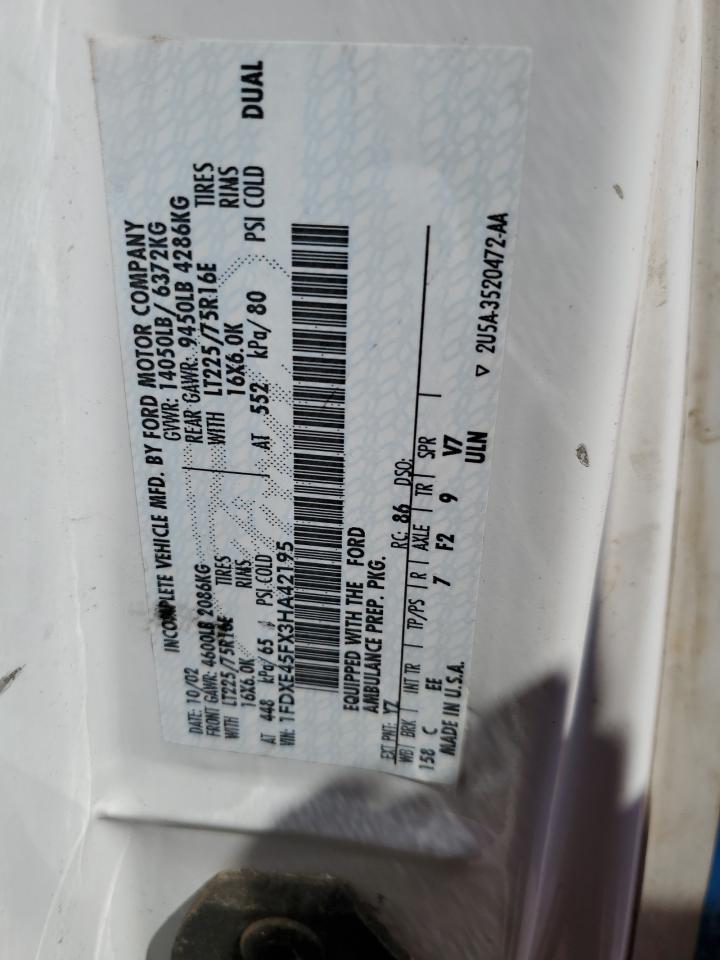 INCOMPLETE VEHICLE MFD. BY FORD MOTOR COMPANY
DATE: 10/02 GVWR: 14050LB/ 6372KG
FRONT GAWR: 4600LB 2086KG REAR GAWR: 9450LB 4286KG
WITH LT225/75R16E TIRES WITH LT225/75R16E TIRES
16X6.0K RIMS 16X6.0K RIMS
AT 448 kPa/ 65 PSI COLD AT 552 kPa/ 80 PSI COLD DUAL
VIN: 1FDXE45FX3HA42195
EQUIPPED WITH THE FORD
AMBULANCE PREP. PKG.
EXT PNT: YZ RC: 86 DSO:
WB BRK INT TR TP/PS R AXLE TR SPR
158 C EE 7 F2 9 V7
MADE IN U.S.A. ULN
▽ 2U5A-3520472-AA